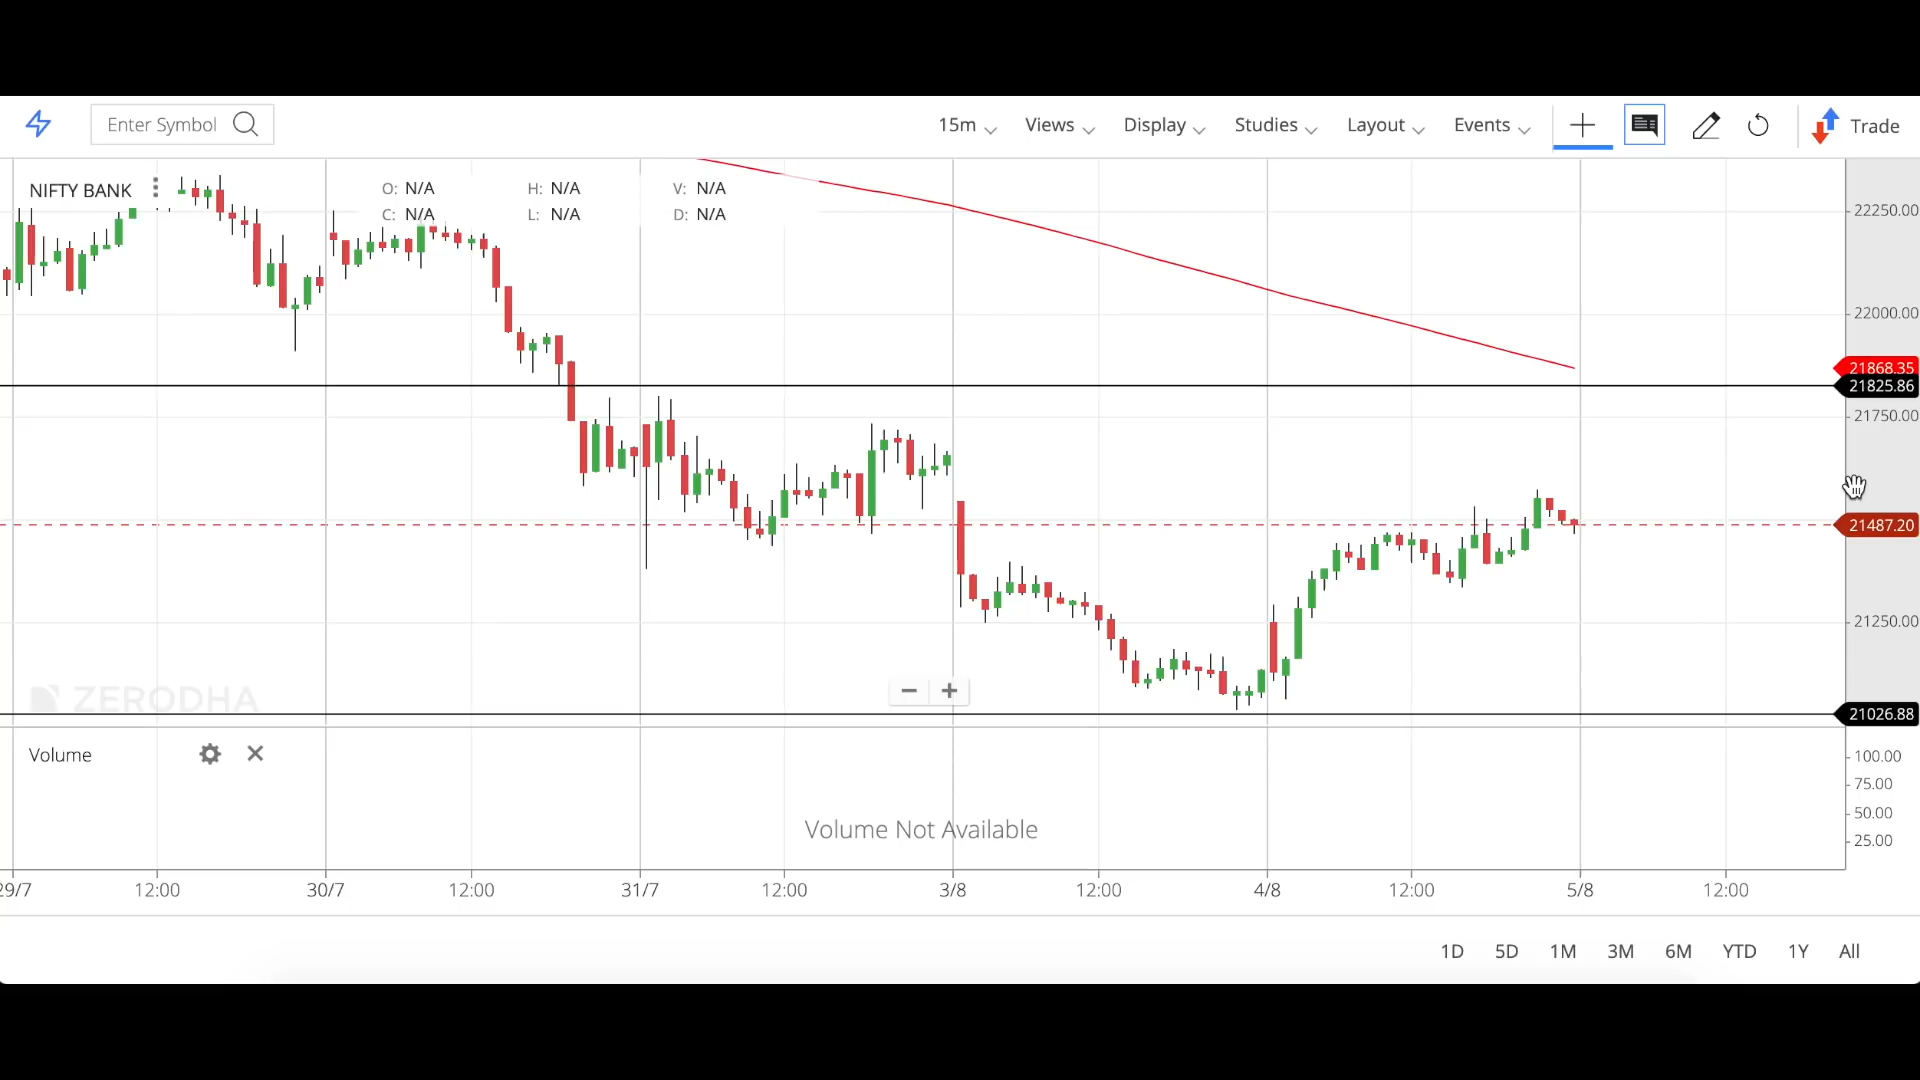 Enter Symbol
15m Views Display Studies Layout Events Trade
NIFTY BANK
O: N/A H: N/A V: N/A
C: N/A L: N/A D: N/A
22250.00
22000.00
21868.35
21825.86
21750.00
21487.20
21250.00
ZERODHA
21026.88
Volume
100.00
75.00
50.00
25.00
Volume Not Available
29/7 12:00 30/7 12:00 31/7 12:00 3/8 12:00 4/8 12:00 5/8 12:00
1D 5D 1M 3M 6M YTD 1Y All